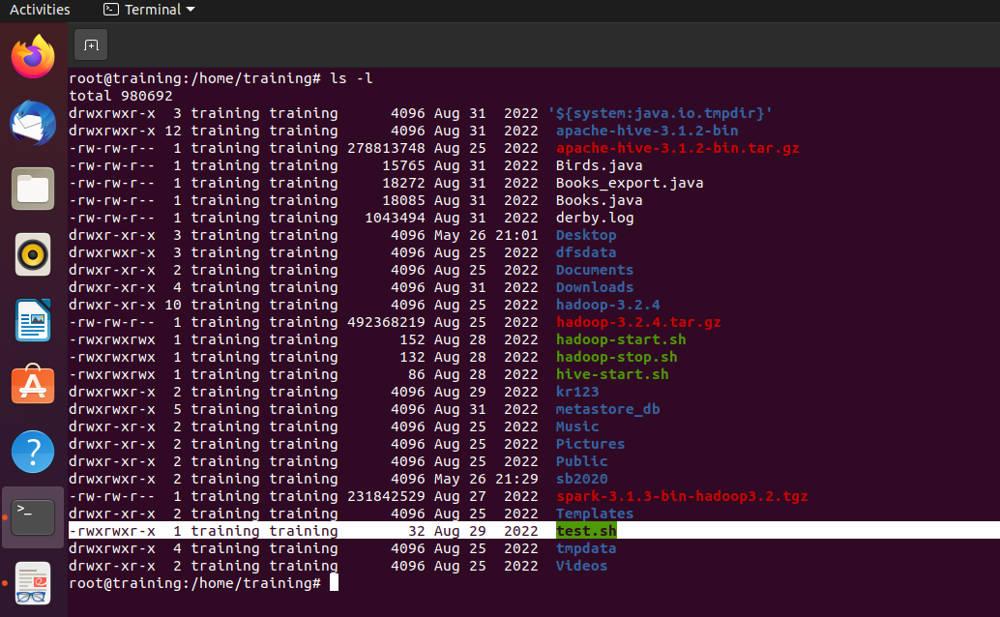 Activities Terminal
root@training:/home/training# ls -l
total 980692
drwxrwxr-x  3 training training      4096 Aug 31  2022 '${system:java.io.tmpdir}'
drwxrwxr-x 12 training training      4096 Aug 31  2022  apache-hive-3.1.2-bin
-rw-rw-r--  1 training training 278813748 Aug 25  2022  apache-hive-3.1.2-bin.tar.gz
-rw-rw-r--  1 training training     15765 Aug 31  2022  Birds.java
-rw-rw-r--  1 training training     18272 Aug 31  2022  Books_export.java
-rw-rw-r--  1 training training     18085 Aug 31  2022  Books.java
-rw-rw-r--  1 training training   1043494 Aug 31  2022  derby.log
drwxr-xr-x  3 training training      4096 May 26 21:01  Desktop
drwxr-xr-x  3 training training      4096 Aug 25  2022  dfsdata
drwxr-xr-x  2 training training      4096 Aug 25  2022  Documents
drwxr-xr-x  4 training training      4096 Aug 31  2022  Downloads
drwxr-xr-x 10 training training      4096 Aug 25  2022  hadoop-3.2.4
-rw-rw-r--  1 training training 492368219 Aug 25  2022  hadoop-3.2.4.tar.gz
-rwxrwxrwx  1 training training       152 Aug 28  2022  hadoop-start.sh
-rwxrwxrwx  1 training training       132 Aug 28  2022  hadoop-stop.sh
-rwxrwxrwx  1 training training        86 Aug 28  2022  hive-start.sh
drwxrwxr-x  2 training training      4096 Aug 29  2022  kr123
drwxrwxr-x  5 training training      4096 Aug 31  2022  metastore_db
drwxr-xr-x  2 training training      4096 Aug 25  2022  Music
drwxr-xr-x  2 training training      4096 Aug 25  2022  Pictures
drwxr-xr-x  2 training training      4096 Aug 25  2022  Public
drwxrwxr-x  2 training training      4096 May 26 21:29  sb2020
-rw-rw-r--  1 training training 231842529 Aug 27  2022  spark-3.1.3-bin-hadoop3.2.tgz
drwxr-xr-x  2 training training      4096 Aug 25  2022  Templates
-rwxrwxr-x  1 training training        32 Aug 29  2022  test.sh
drwxrwxr-x  4 training training      4096 Aug 25  2022  tmpdata
drwxr-xr-x  2 training training      4096 Aug 25  2022  Videos
root@training:/home/training#